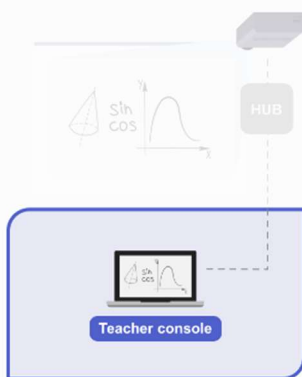 Y
sin
cos
X
HUB
Y
sin
cos
X
Teacher console